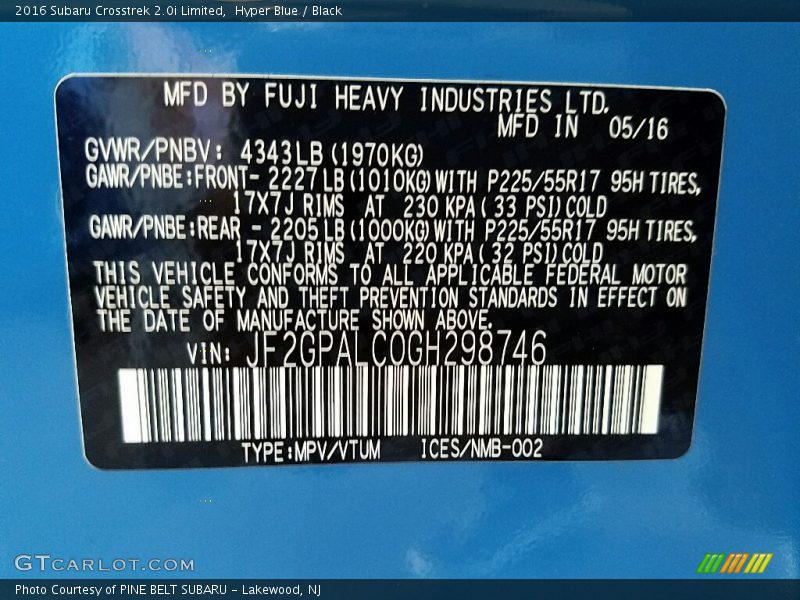 2016 Subaru Crosstrek 2.0i Limited, Hyper Blue / Black
MFD BY FUJI HEAVY INDUSTRIES LTD.
MFD IN 05/16
GVWR/PNBV: 4343LB (1970KG)
GAWR/PNBE:FRONT- 2227LB(1010KG)WITH P225/55R17 95H TIRES,
17X7J RIMS AT 230 KPA( 33 PSI)COLD
GAWR/PNBE:REAR - 2205LB(1000KG)WITH P225/55R17 95H TIRES,
17X7J RIMS AT 220 KPA( 32 PSI)COLD
THIS VEHICLE CONFORMS TO ALL APPLICABLE FEDERAL MOTOR
VEHICLE SAFETY AND THEFT PREVENTION STANDARDS IN EFFECT ON
THE DATE OF MANUFACTURE SHOWN ABOVE.
VIN: JF2GPALC0GH298746
TYPE:MPV/VTUM ICES/NMB-002
GTCARLOT.COM
Photo Courtesy of PINE BELT SUBARU - Lakewood, NJ